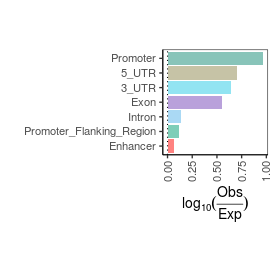 Promoter
5_UTR
3_UTR
Exon
Intron
Promoter_Flanking_Region
Enhancer
0.00
0.25
0.50
0.75
1.00
log10(Obs/Exp)